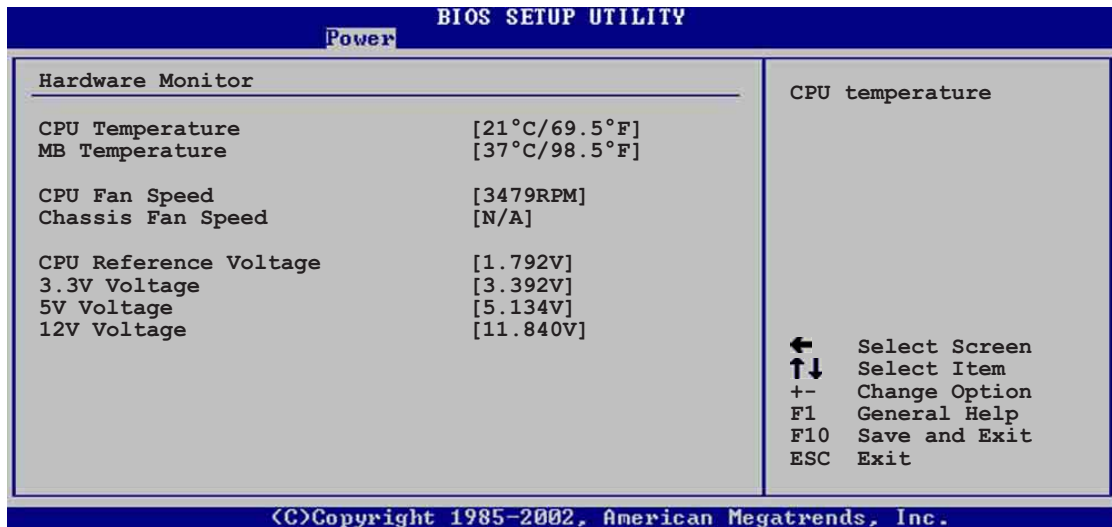 BIOS SETUP UTILITY
Power
Hardware Monitor
CPU Temperature [21°C/69.5°F]
MB Temperature [37°C/98.5°F]
CPU Fan Speed [3479RPM]
Chassis Fan Speed [N/A]
CPU Reference Voltage [1.792V]
3.3V Voltage [3.392V]
5V Voltage [5.134V]
12V Voltage [11.840V]
CPU temperature
← Select Screen
↑↓ Select Item
+- Change Option
F1 General Help
F10 Save and Exit
ESC Exit
(C)Copyright 1985-2002, American Megatrends, Inc.